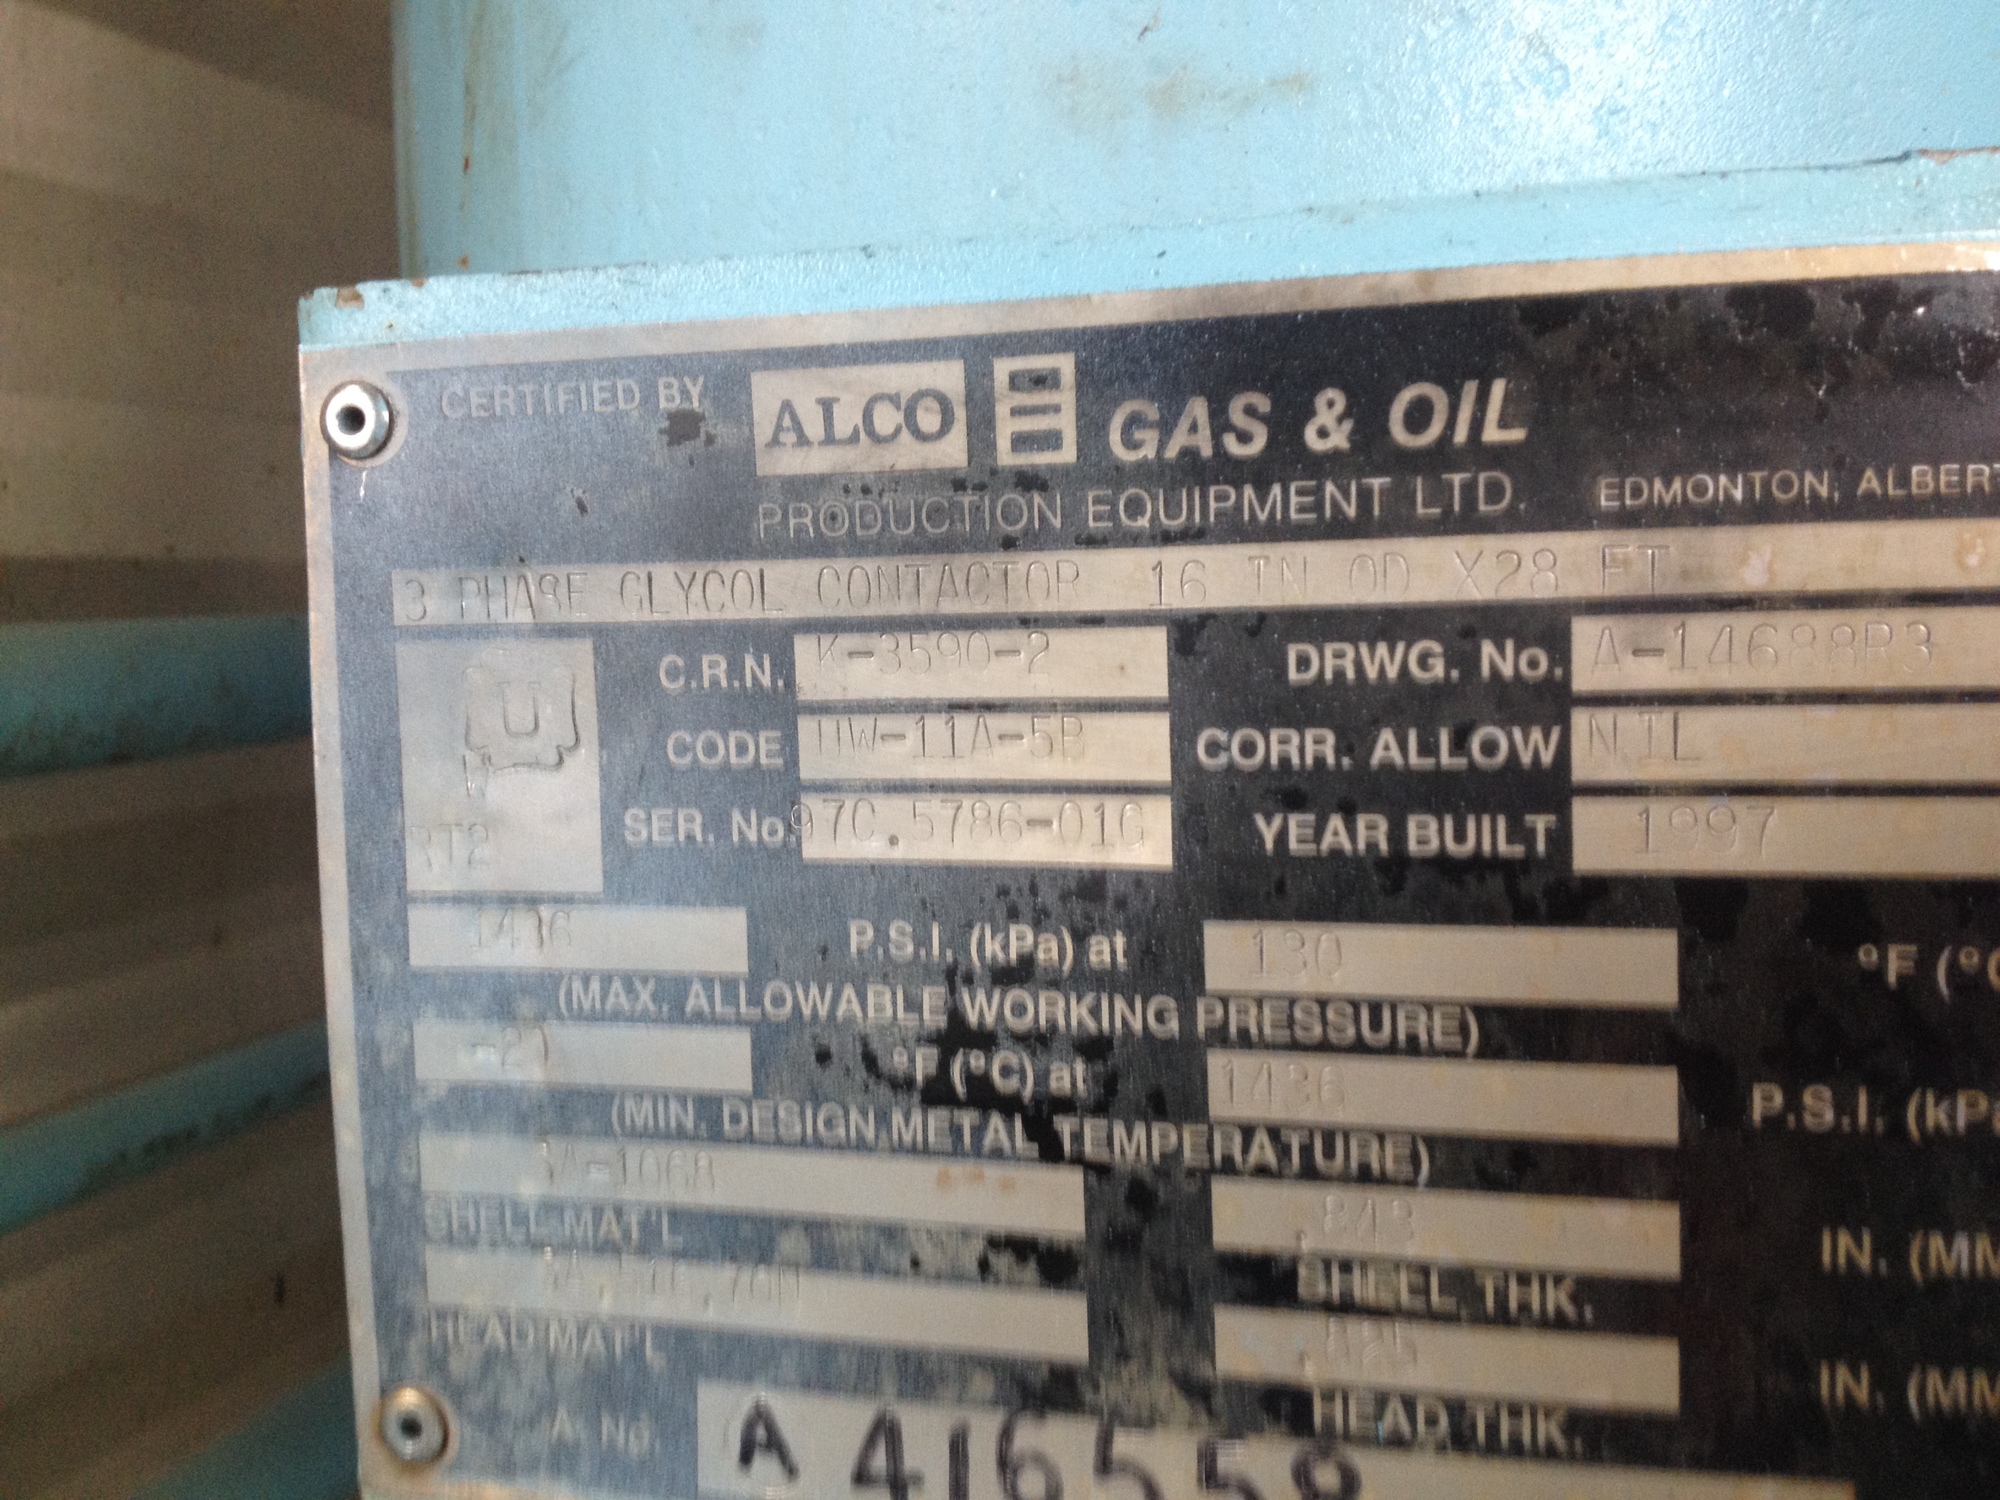 CERTIFIED BY ALCO GAS & OIL
PRODUCTION EQUIPMENT LTD. EDMONTON, ALBERT
3 PHASE GLYCOL CONTACTOR 16 IN OD X28 FT
U
RT2
C.R.N. K-3590-2 DRWG. No. A-14688R3
CODE UW-11A-5B CORR. ALLOW NIL
SER. No. 97C.5786-01G YEAR BUILT 1997
1436 P.S.I. (kPa) at 130 °F (°C
(MAX. ALLOWABLE WORKING PRESSURE)
-20 °F (°C) at 1436 P.S.I. (kPa
(MIN. DESIGN METAL TEMPERATURE)
SA-106B .843 IN. (MM
SHELL MAT'L SHELL THK.
.825 IN. (MM
HEAD MAT'L HEAD THK.
A. No. A 416558